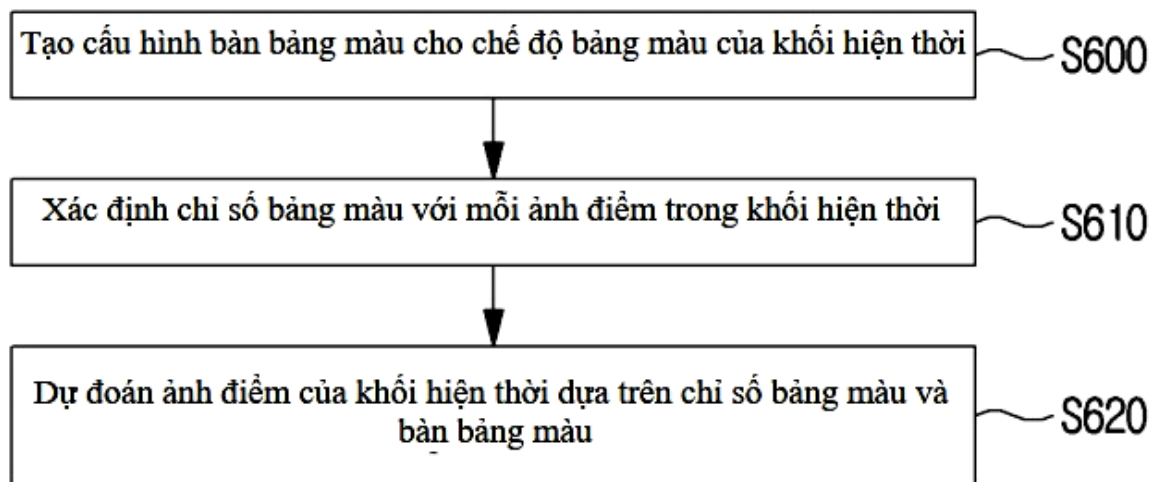 Tạo cấu hình bàn bảng màu cho chế độ bảng màu của khối hiện thời
S600
Xác định chỉ số bảng màu với mỗi ảnh điểm trong khối hiện thời
S610
Dự đoán ảnh điểm của khối hiện thời dựa trên chỉ số bảng màu và
bàn bảng màu
S620